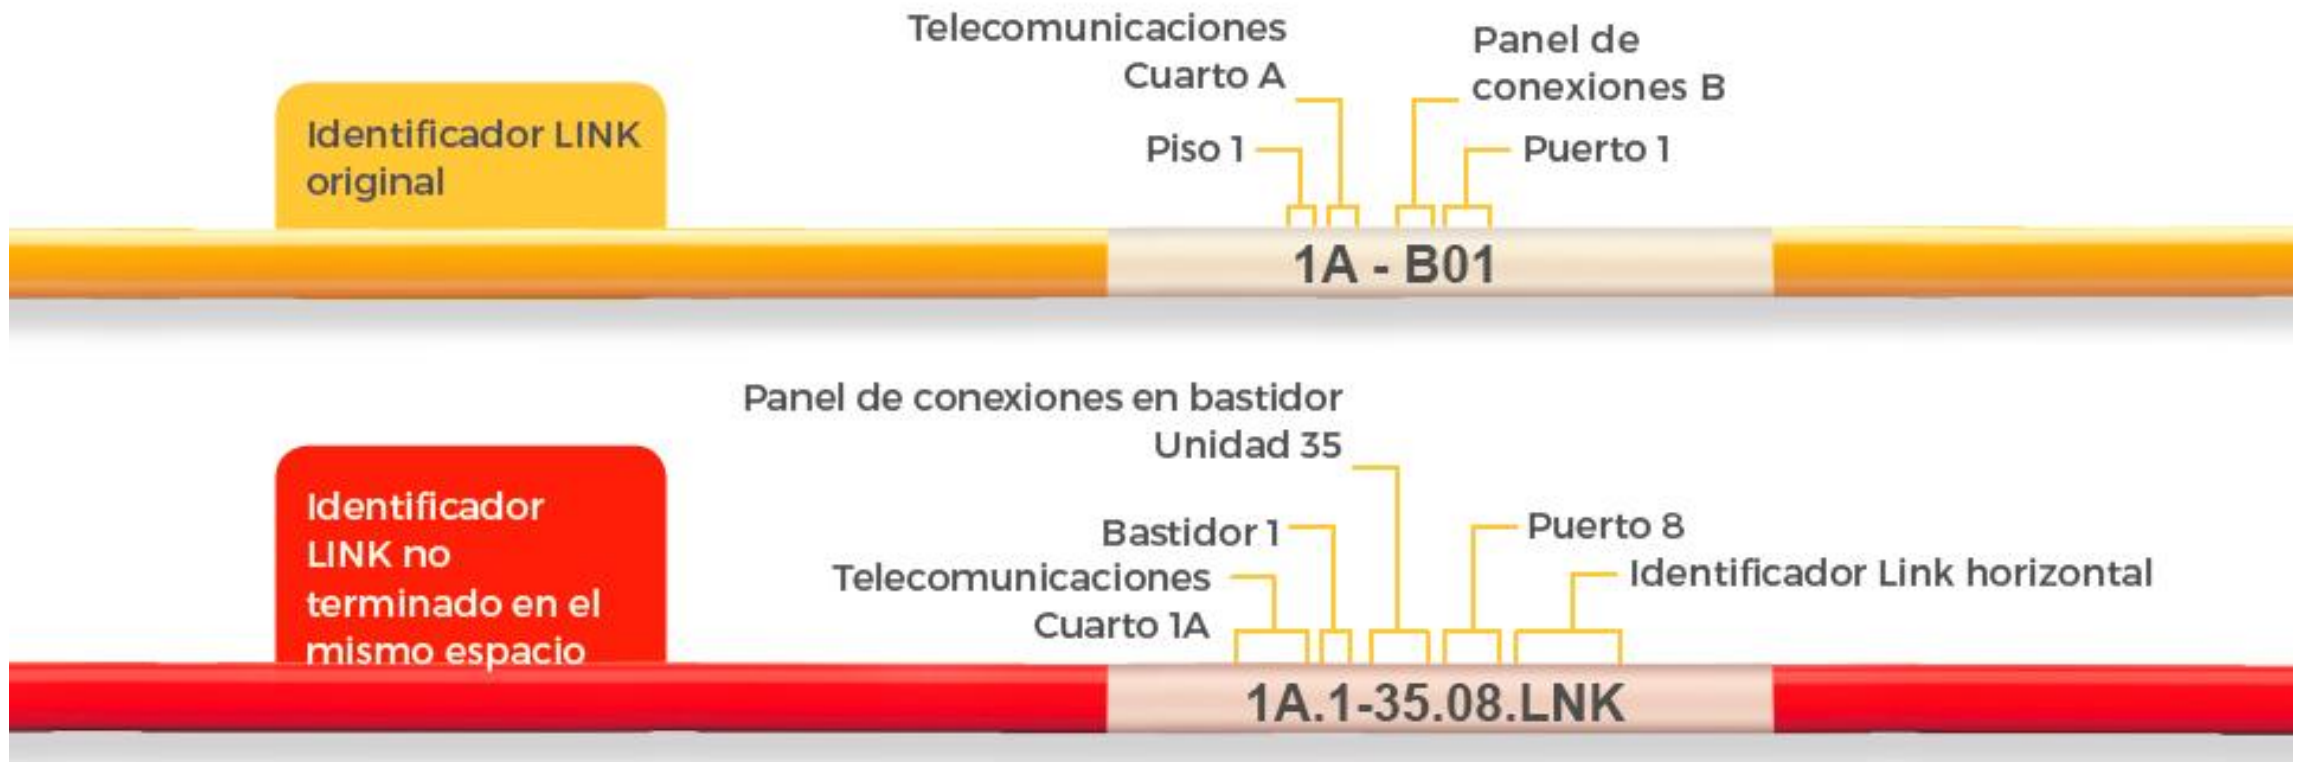 Telecomunicaciones
Cuarto A
Panel de
conexiones B
Identificador LINK
original
Piso 1
Puerto 1
1A - B01
Panel de conexiones en bastidor
Unidad 35
Identificador
LINK no
terminado en el
mismo espacio
Bastidor 1
Puerto 8
Telecomunicaciones
Cuarto 1A
Identificador Link horizontal
1A.1-35.08.LNK